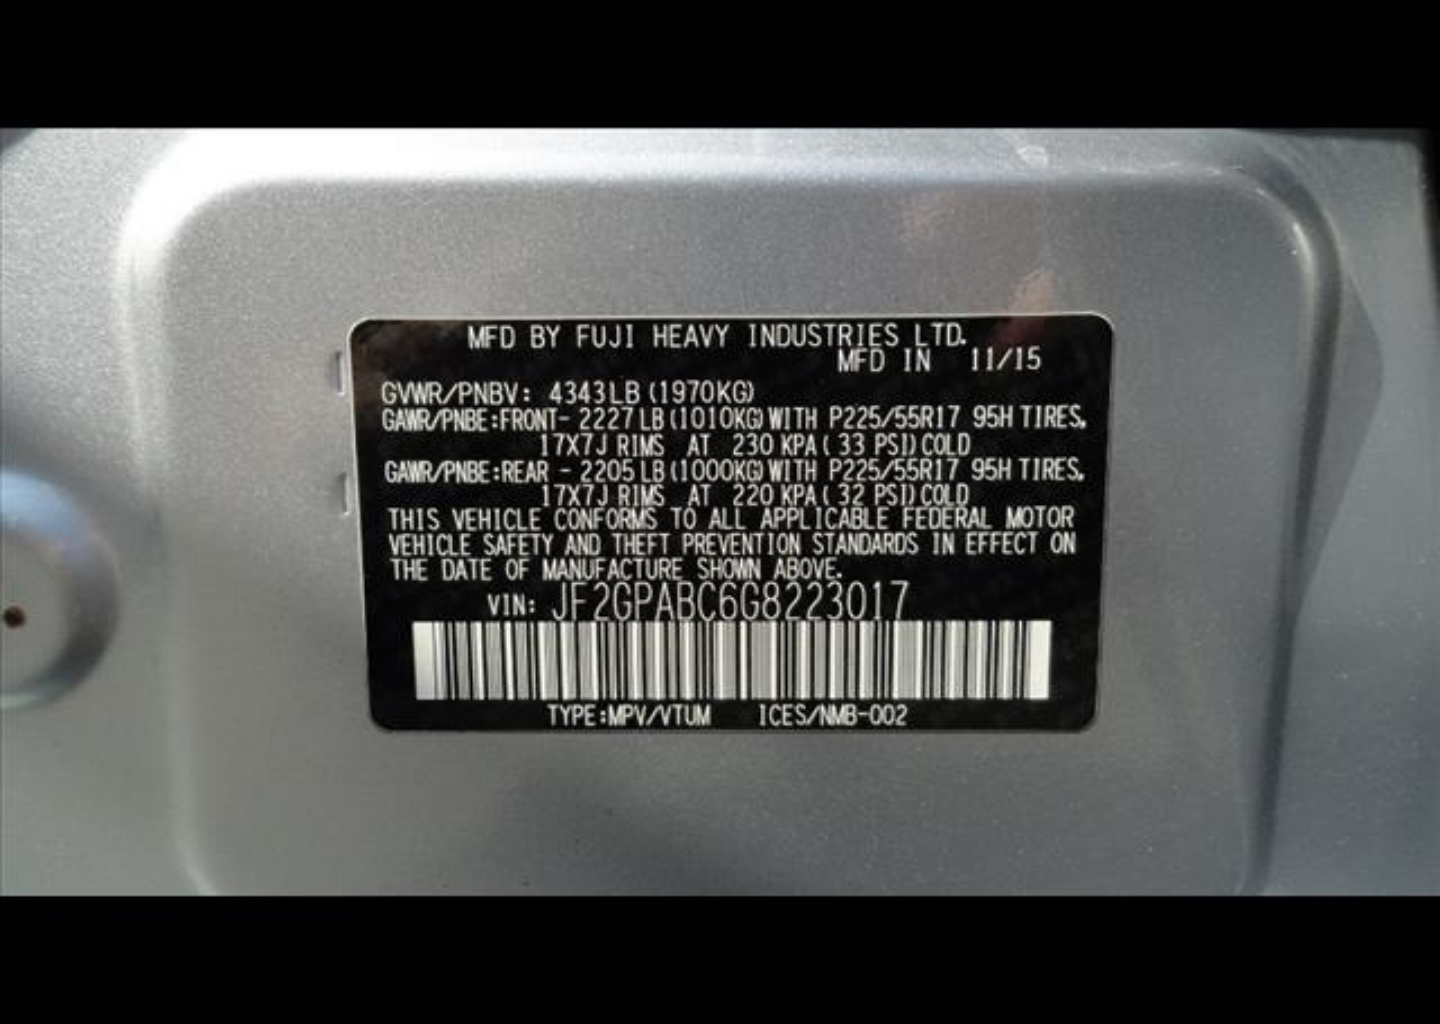 MFD BY FUJI HEAVY INDUSTRIES LTD.
MFD IN 11/15
GVWR/PNBV: 4343LB (1970KG)
GAWR/PNBE:FRONT- 2227LB (1010KG) WITH P225/55R17 95H TIRES.
17X7J RIMS AT 230 KPA ( 33 PSI) COLD
GAWR/PNBE:REAR - 2205LB (1000KG) WITH P225/55R17 95H TIRES.
17X7J RIMS AT 220 KPA ( 32 PSI) COLD
THIS VEHICLE CONFORMS TO ALL APPLICABLE FEDERAL MOTOR
VEHICLE SAFETY AND THEFT PREVENTION STANDARDS IN EFFECT ON
THE DATE OF MANUFACTURE SHOWN ABOVE.
VIN: JF2GPABC6G8223017
TYPE:MPV/VTUM ICES/NMB-002